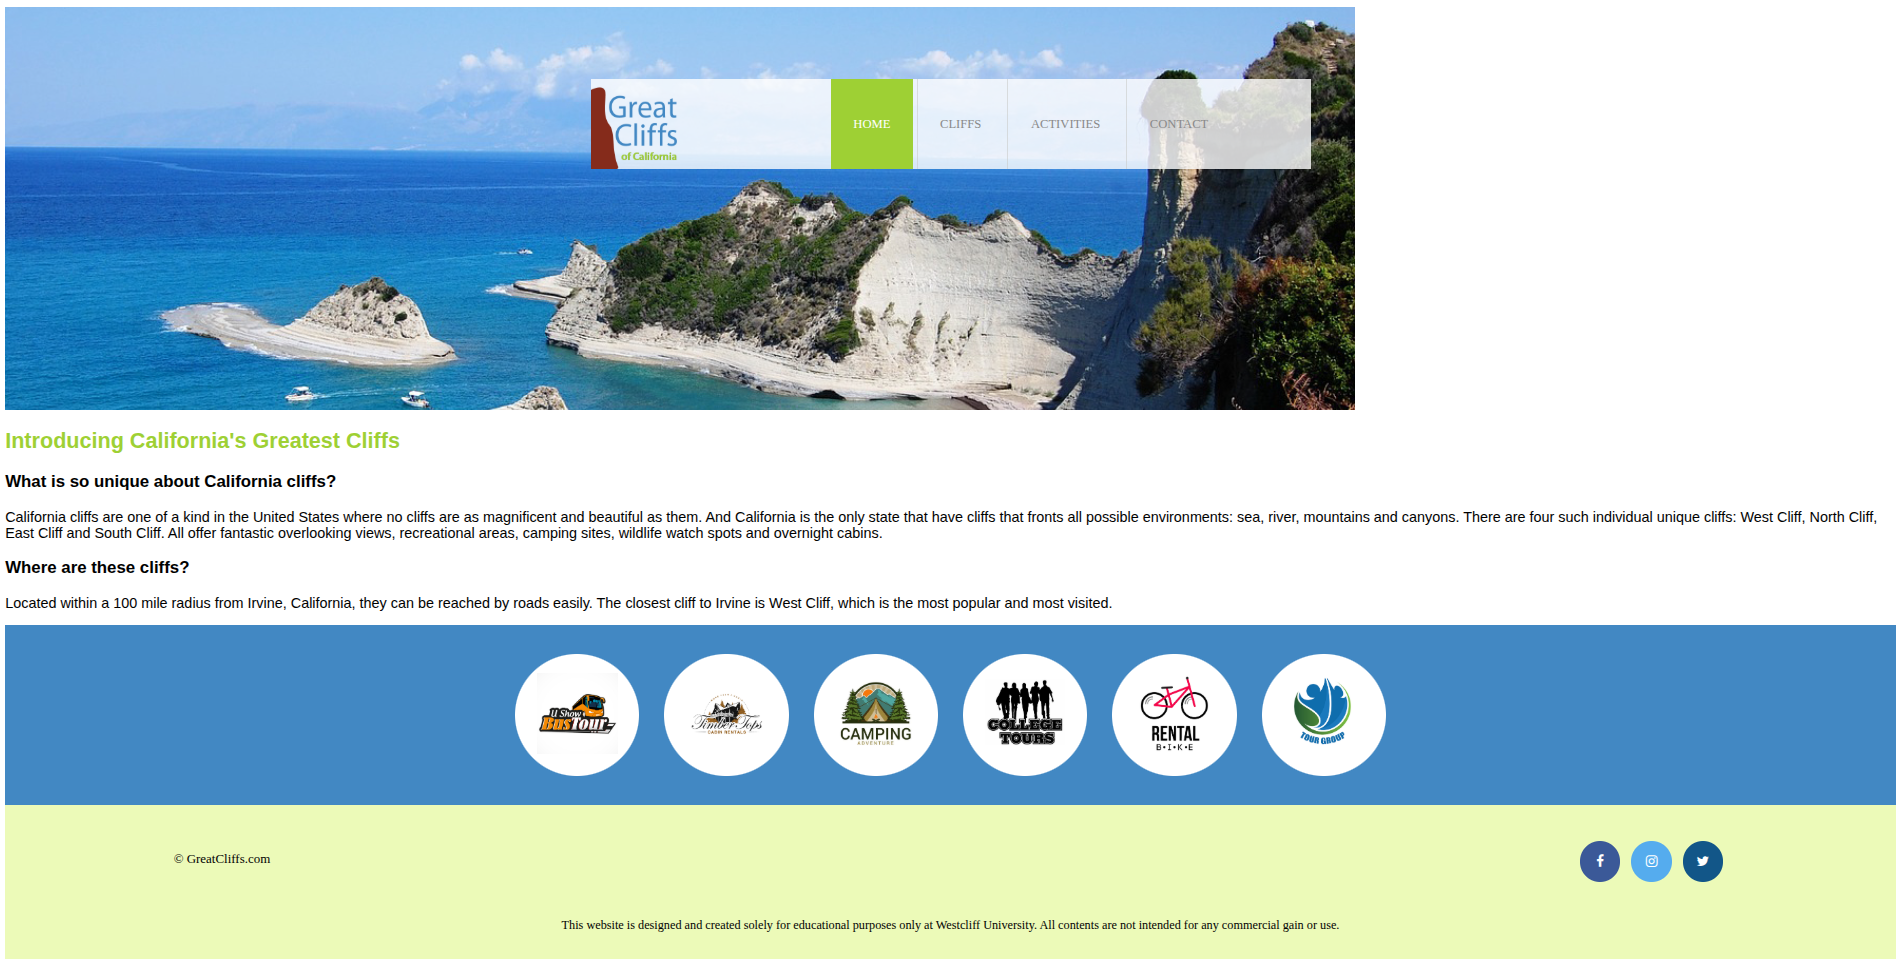 Great
Cliffs
of California
HOME
CLIFFS
ACTIVITIES
CONTACT
Introducing California's Greatest Cliffs
What is so unique about California cliffs?
California cliffs are one of a kind in the United States where no cliffs are as magnificent and beautiful as them. And California is the only state that have cliffs that fronts all possible environments: sea, river, mountains and canyons. There are four such individual unique cliffs: West Cliff, North Cliff,
East Cliff and South Cliff. All offer fantastic overlooking views, recreational areas, camping sites, wildlife watch spots and overnight cabins.
Where are these cliffs?
Located within a 100 mile radius from Irvine, California, they can be reached by roads easily. The closest cliff to Irvine is West Cliff, which is the most popular and most visited.
U Show
BusTour
Timber Tops
CABIN RENTALS
CAMPING
ADVENTURE
COLLEGE
TOURS
RENTAL
B•I•K•E
TOUR GROUP
© GreatCliffs.com
This website is designed and created solely for educational purposes only at Westcliff University. All contents are not intended for any commercial gain or use.